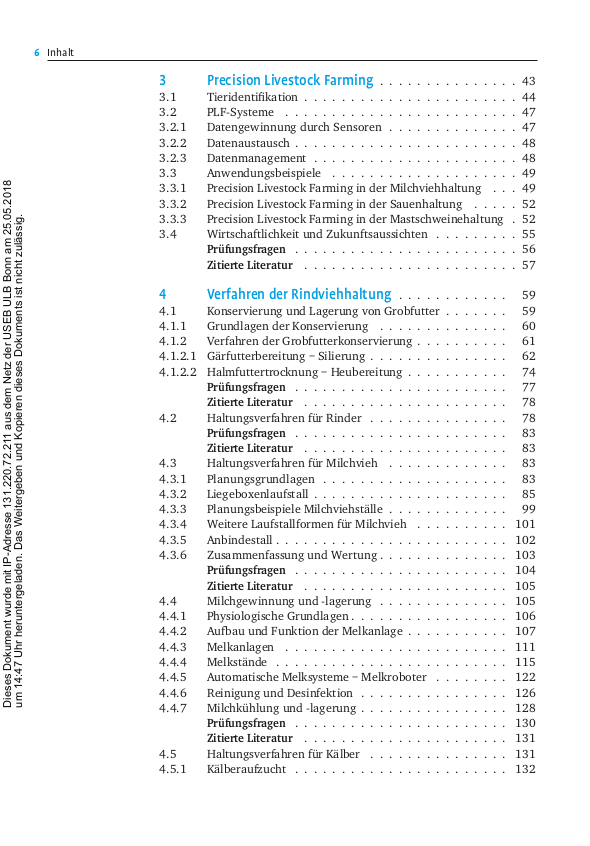 6 Inhalt
3 Precision Livestock Farming . . . . . . . . . . . . . . . 43
3.1 Tieridentifikation . . . . . . . . . . . . . . . . . . . . . . . 44
3.2 PLF-Systeme . . . . . . . . . . . . . . . . . . . . . . . . . 47
3.2.1 Datengewinnung durch Sensoren . . . . . . . . . . . . . . 47
3.2.2 Datenaustausch . . . . . . . . . . . . . . . . . . . . . . . . 48
3.2.3 Datenmanagement . . . . . . . . . . . . . . . . . . . . . . 48
3.3 Anwendungsbeispiele . . . . . . . . . . . . . . . . . . . . 49
3.3.1 Precision Livestock Farming in der Milchviehhaltung . . . 49
3.3.2 Precision Livestock Farming in der Sauenhaltung . . . . . 52
3.3.3 Precision Livestock Farming in der Mastschweinehaltung . 52
3.4 Wirtschaftlichkeit und Zukunftsaussichten . . . . . . . . . 55
Prüfungsfragen . . . . . . . . . . . . . . . . . . . . . . . . 56
Zitierte Literatur . . . . . . . . . . . . . . . . . . . . . . . 57
4 Verfahren der Rindviehhaltung . . . . . . . . . . . . 59
4.1 Konservierung und Lagerung von Grobfutter . . . . . . . 59
4.1.1 Grundlagen der Konservierung . . . . . . . . . . . . . . 60
4.1.2 Verfahren der Grobfutterkonservierung . . . . . . . . . . 61
4.1.2.1 Gärfutterbereitung – Silierung . . . . . . . . . . . . . . . 62
4.1.2.2 Halmfuttertrocknung – Heubereitung . . . . . . . . . . . 74
Prüfungsfragen . . . . . . . . . . . . . . . . . . . . . . . 77
Zitierte Literatur . . . . . . . . . . . . . . . . . . . . . . 78
4.2 Haltungsverfahren für Rinder . . . . . . . . . . . . . . . 78
Prüfungsfragen . . . . . . . . . . . . . . . . . . . . . . . 83
Zitierte Literatur . . . . . . . . . . . . . . . . . . . . . . 83
4.3 Haltungsverfahren für Milchvieh . . . . . . . . . . . . . 83
4.3.1 Planungsgrundlagen . . . . . . . . . . . . . . . . . . . . 83
4.3.2 Liegeboxenlaufstall . . . . . . . . . . . . . . . . . . . . . 85
4.3.3 Planungsbeispiele Milchviehställe . . . . . . . . . . . . . 99
4.3.4 Weitere Laufstallformen für Milchvieh . . . . . . . . . . 101
4.3.5 Anbindestall . . . . . . . . . . . . . . . . . . . . . . . . . 102
4.3.6 Zusammenfassung und Wertung . . . . . . . . . . . . . . 103
Prüfungsfragen . . . . . . . . . . . . . . . . . . . . . . . 104
Zitierte Literatur . . . . . . . . . . . . . . . . . . . . . . 105
4.4 Milchgewinnung und -lagerung . . . . . . . . . . . . . . 105
4.4.1 Physiologische Grundlagen . . . . . . . . . . . . . . . . . 106
4.4.2 Aufbau und Funktion der Melkanlage . . . . . . . . . . . 107
4.4.3 Melkanlagen . . . . . . . . . . . . . . . . . . . . . . . . 111
4.4.4 Melkstände . . . . . . . . . . . . . . . . . . . . . . . . . 115
4.4.5 Automatische Melksysteme – Melkroboter . . . . . . . . 122
4.4.6 Reinigung und Desinfektion . . . . . . . . . . . . . . . . 126
4.4.7 Milchkühlung und -lagerung . . . . . . . . . . . . . . . . 128
Prüfungsfragen . . . . . . . . . . . . . . . . . . . . . . . 130
Zitierte Literatur . . . . . . . . . . . . . . . . . . . . . . 131
4.5 Haltungsverfahren für Kälber . . . . . . . . . . . . . . . 131
4.5.1 Kälberaufzucht . . . . . . . . . . . . . . . . . . . . . . . 132
Dieses Dokument wurde mit IP-Adresse 131.220.72.211 aus dem Netz der USEB ULB Bonn am 25.05.2018
um 14:47 Uhr heruntergeladen. Das Weitergeben und Kopieren dieses Dokuments ist nicht zulässig.